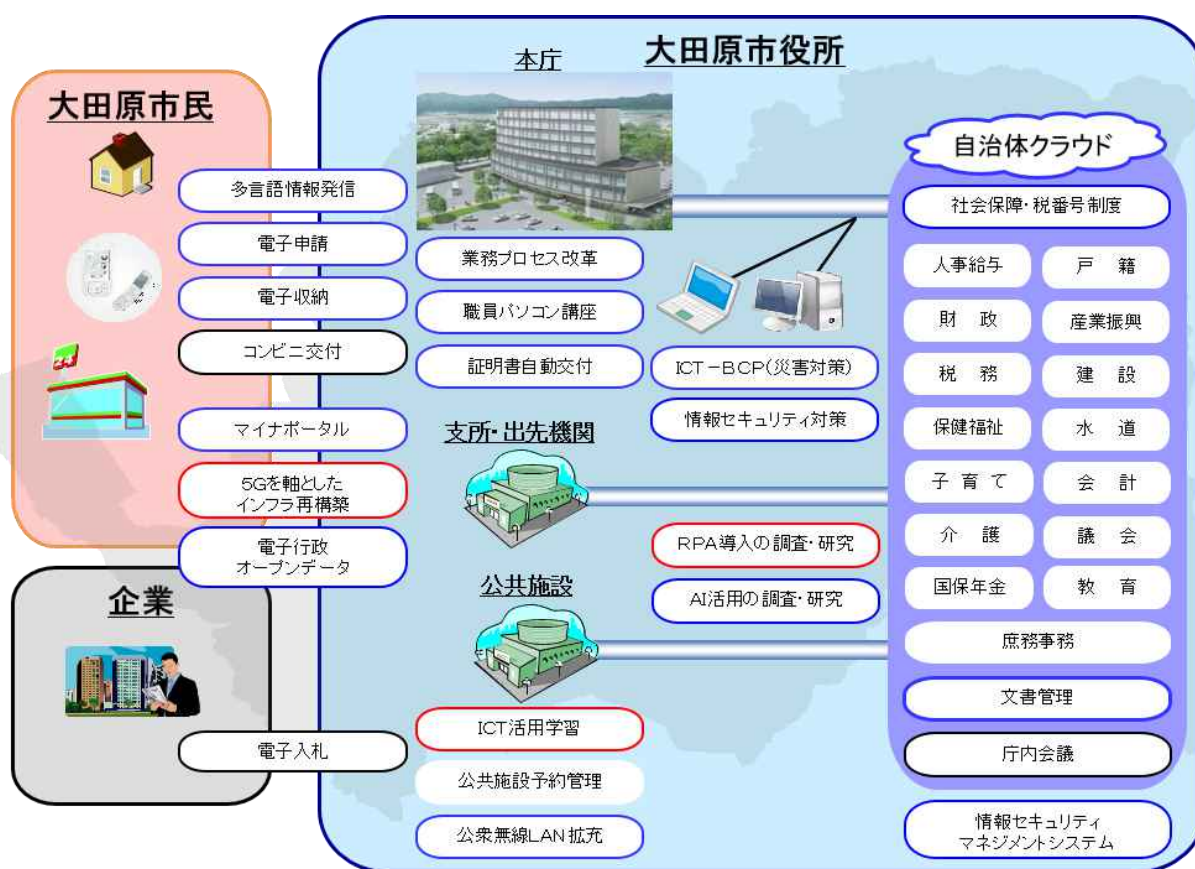 大田原市役所
本庁
大田原市民
自治体クラウド
多言語情報発信
社会保障・税番号制度
電子申請
業務プロセス改革
人事給与
戸 籍
電子収納
職員パソコン講座
財 政
産業振興
コンビニ交付
証明書自動交付
ICT－BCP(災害対策)
税 務
建 設
マイナポータル
支所・出先機関
情報セキュリティ対策
保健福祉
水 道
5Gを軸とした
インフラ再構築
子 育 て
会 計
電子行政
オープンデータ
RPA導入の調査・研究
介 護
議 会
企業
公共施設
AI活用の調査・研究
国保年金
教 育
庶務事務
文書管理
ICT活用学習
電子入札
庁内会議
公共施設予約管理
公衆無線LAN拡充
情報セキュリティ
マネジメントシステム